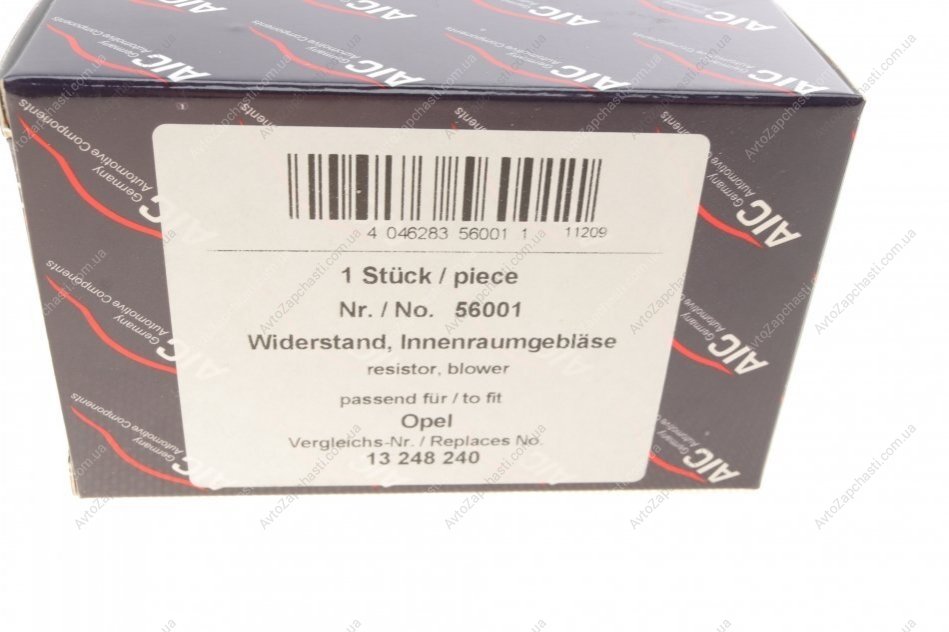 4 046283 56001 1 11209
1 Stück / piece
Nr. / No. 56001
Widerstand, Innenraumgebläse
resistor, blower
passend für / to fit
Opel
Vergleichs-Nr. / Replaces No.
13 248 240
AIC Germany
Automotive Components
AvtoZapchasti.com.ua